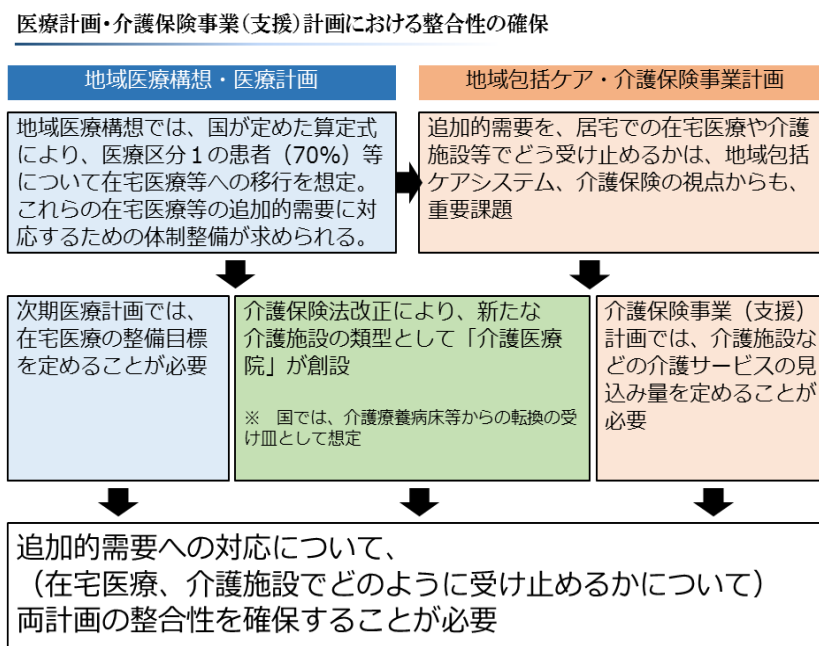 医療計画・介護保険事業（支援）計画における整合性の確保
地域医療構想・医療計画
地域包括ケア・介護保険事業計画
地域医療構想では、国が定めた算定式
により、医療区分１の患者（70%）等
について在宅医療等への移行を想定。
これらの在宅医療等の追加的需要に対
応するための体制整備が求められる。
追加的需要を、居宅での在宅医療や介護
施設等でどう受け止めるかは、地域包括
ケアシステム、介護保険の視点からも、
重要課題
次期医療計画では、
在宅医療の整備目標
を定めることが必要
介護保険法改正により、新たな
介護施設の類型として「介護医療
院」が創設
※　国では、介護療養病床等からの転換の受
け皿として想定
介護保険事業（支援）
計画では、介護施設な
どの介護サービスの見
込み量を定めることが
必要
追加的需要への対応について、
（在宅医療、介護施設でどのように受け止めるかについて）
両計画の整合性を確保することが必要